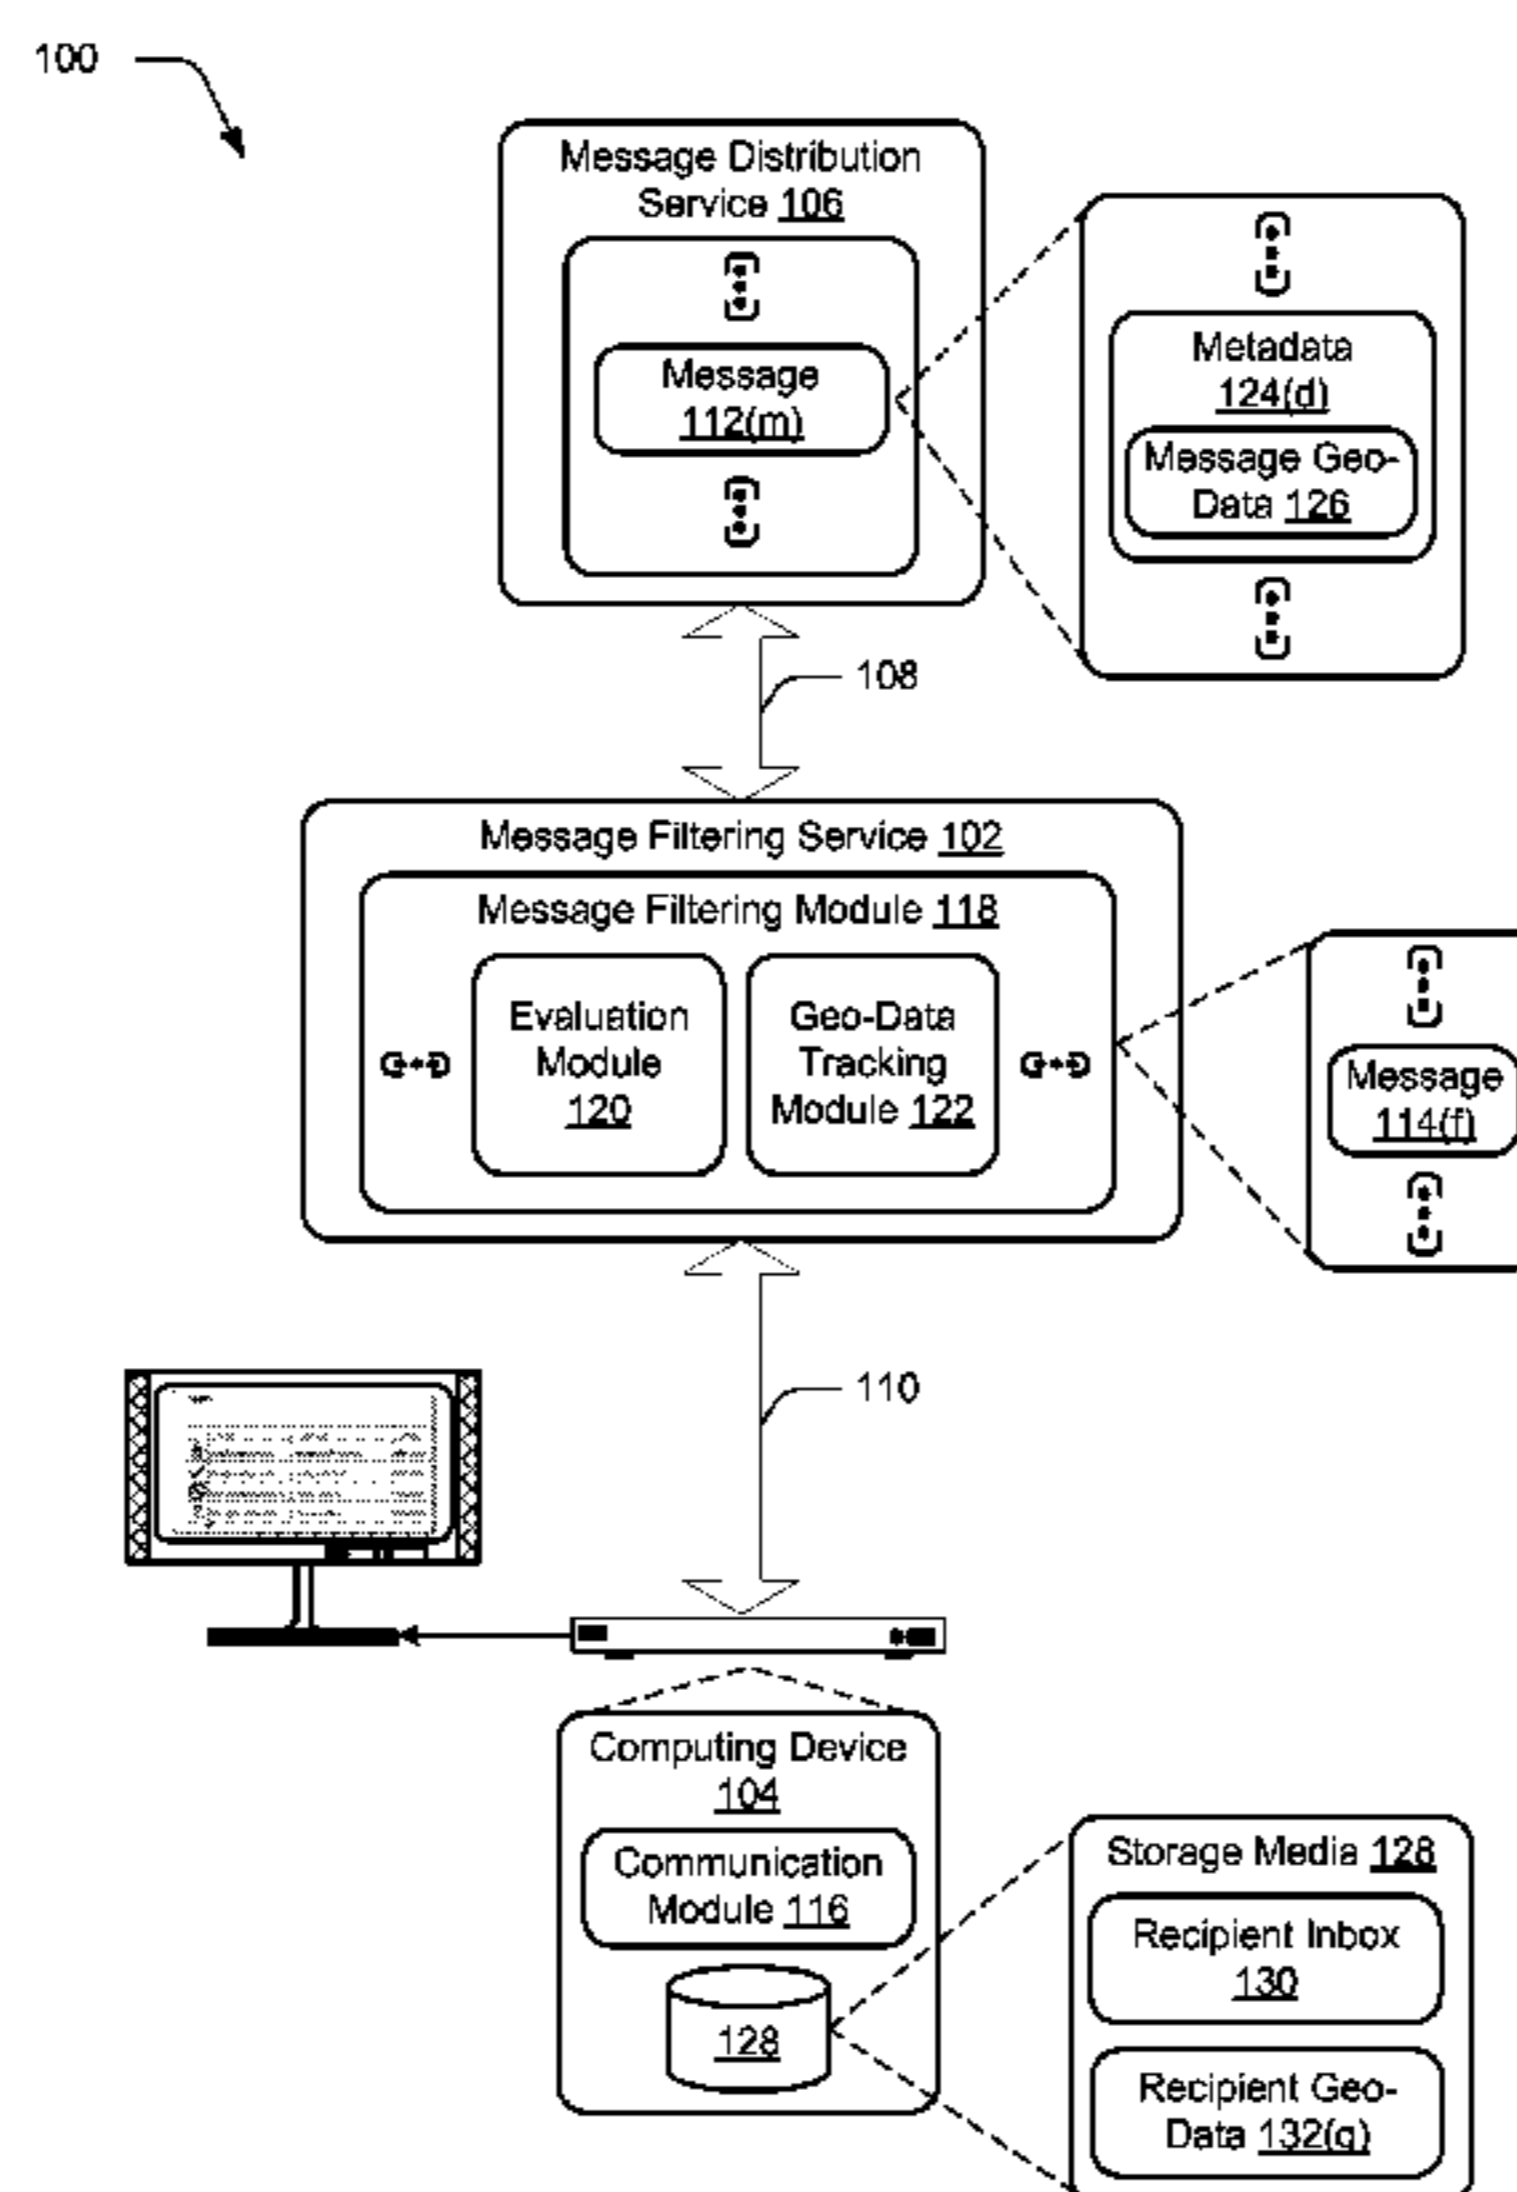 100
Message Distribution
Service 106
Message
112(m)
Metadata
124(d)
Message Geo-
Data 126
108
Message Filtering Service 102
Message Filtering Module 118
Evaluation
Module
120
Geo-Data
Tracking
Module 122
Message
114(f)
110
Computing Device
104
Communication
Module 116
128
Storage Media 128
Recipient Inbox
130
Recipient Geo-
Data 132(g)